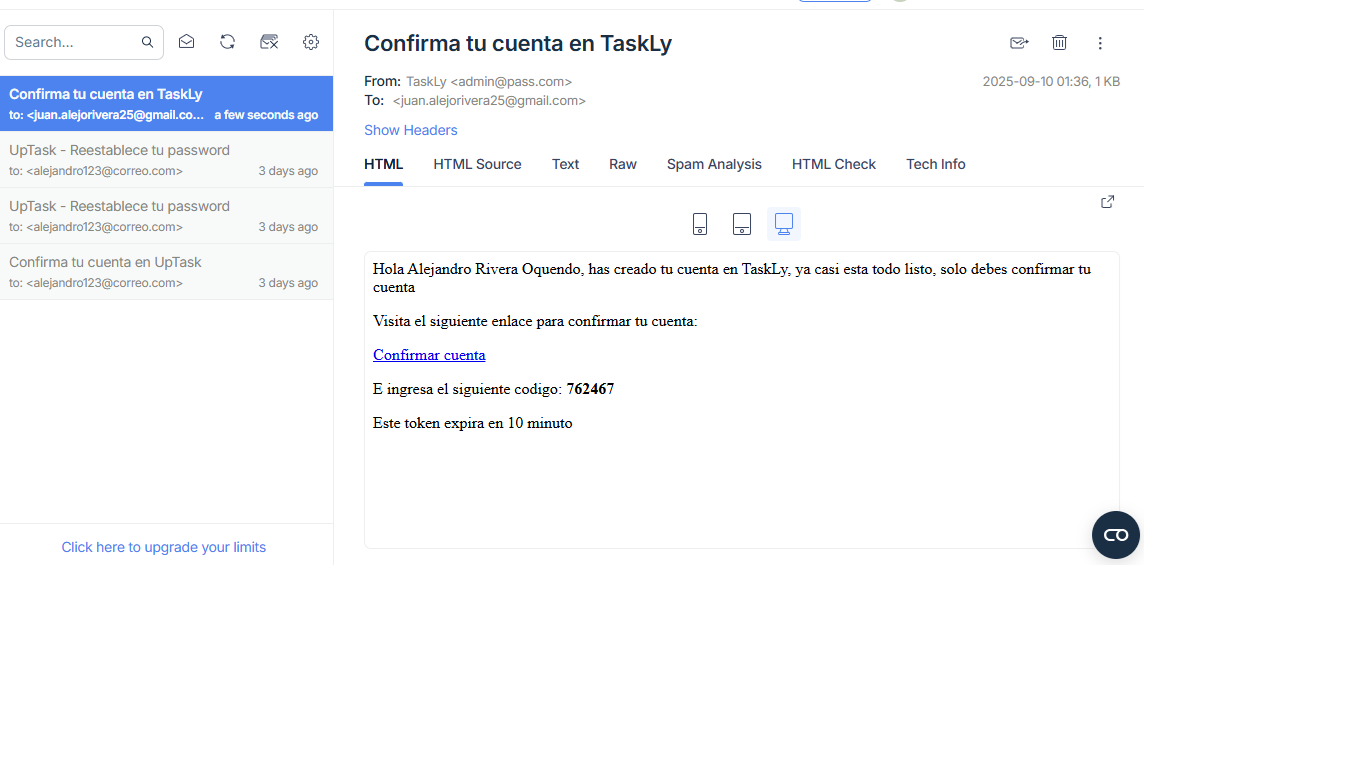 Search...
Confirma tu cuenta en TaskLy
to: <juan.alejorivera25@gmail.co... a few seconds ago
UpTask - Reestablece tu password
to: <alejandro123@correo.com> 3 days ago
UpTask - Reestablece tu password
to: <alejandro123@correo.com> 3 days ago
Confirma tu cuenta en UpTask
to: <alejandro123@correo.com> 3 days ago
Click here to upgrade your limits
Confirma tu cuenta en TaskLy
From: TaskLy <admin@pass.com> 2025-09-10 01:36, 1 KB
To: <juan.alejorivera25@gmail.com>
Show Headers
HTML HTML Source Text Raw Spam Analysis HTML Check Tech Info
Hola Alejandro Rivera Oquendo, has creado tu cuenta en TaskLy, ya casi esta todo listo, solo debes confirmar tu
cuenta
Visita el siguiente enlace para confirmar tu cuenta:
Confirmar cuenta
E ingresa el siguiente codigo: 762467
Este token expira en 10 minuto